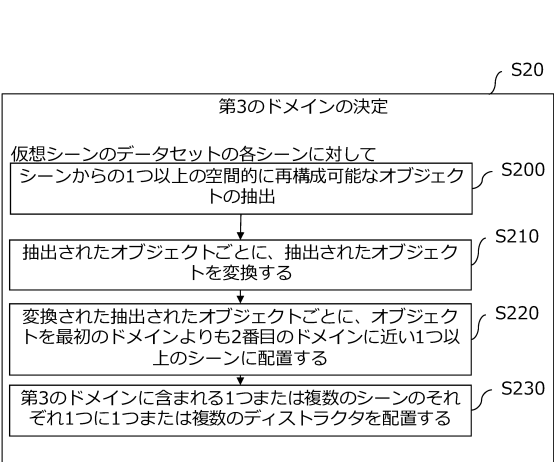 S20
第3のドメインの決定
仮想シーンのデータセットの各シーンに対して
シーンからの1つ以上の空間的に再構成可能なオブジェク
トの抽出
S200
抽出されたオブジェクトごとに、抽出されたオブジェク
トを変換する
S210
変換された抽出されたオブジェクトごとに、オブジェク
トを最初のドメインよりも2番目のドメインに近い1つ以
上のシーンに配置する
S220
第3のドメインに含まれる1つまたは複数のシーンのそれ
ぞれ1つに1つまたは複数のディストラクタを配置する
S230